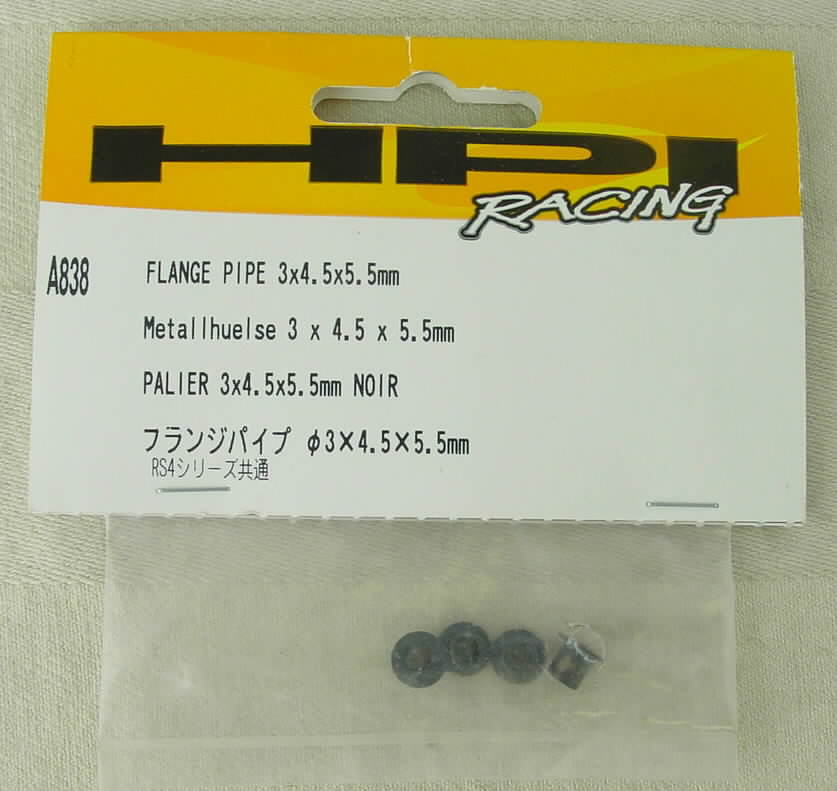 HPI
RACING
A838
FLANGE PIPE 3x4.5x5.5mm
Metallhuelse 3 x 4.5 x 5.5mm
PALIER 3x4.5x5.5mm NOIR
フランジパイプ φ3×4.5×5.5mm
RS4シリーズ共通